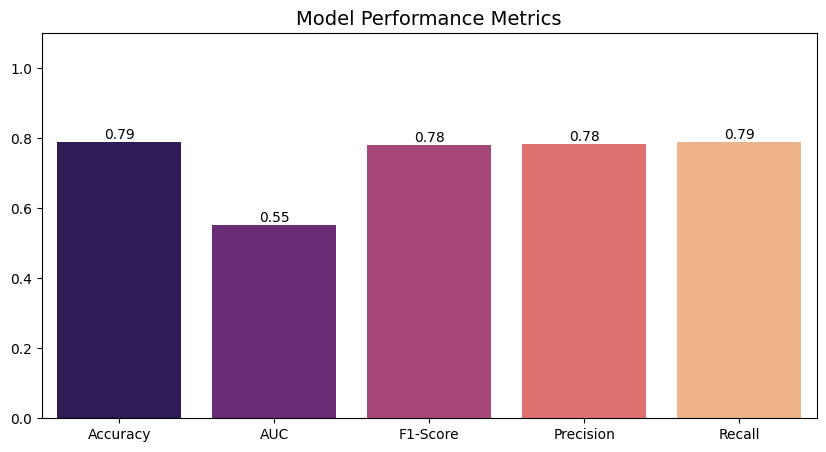 Model Performance Metrics
1.0
0.8
0.6
0.4
0.2
0.0
0.79
0.55
0.78
0.78
0.79
Accuracy
AUC
F1-Score
Precision
Recall